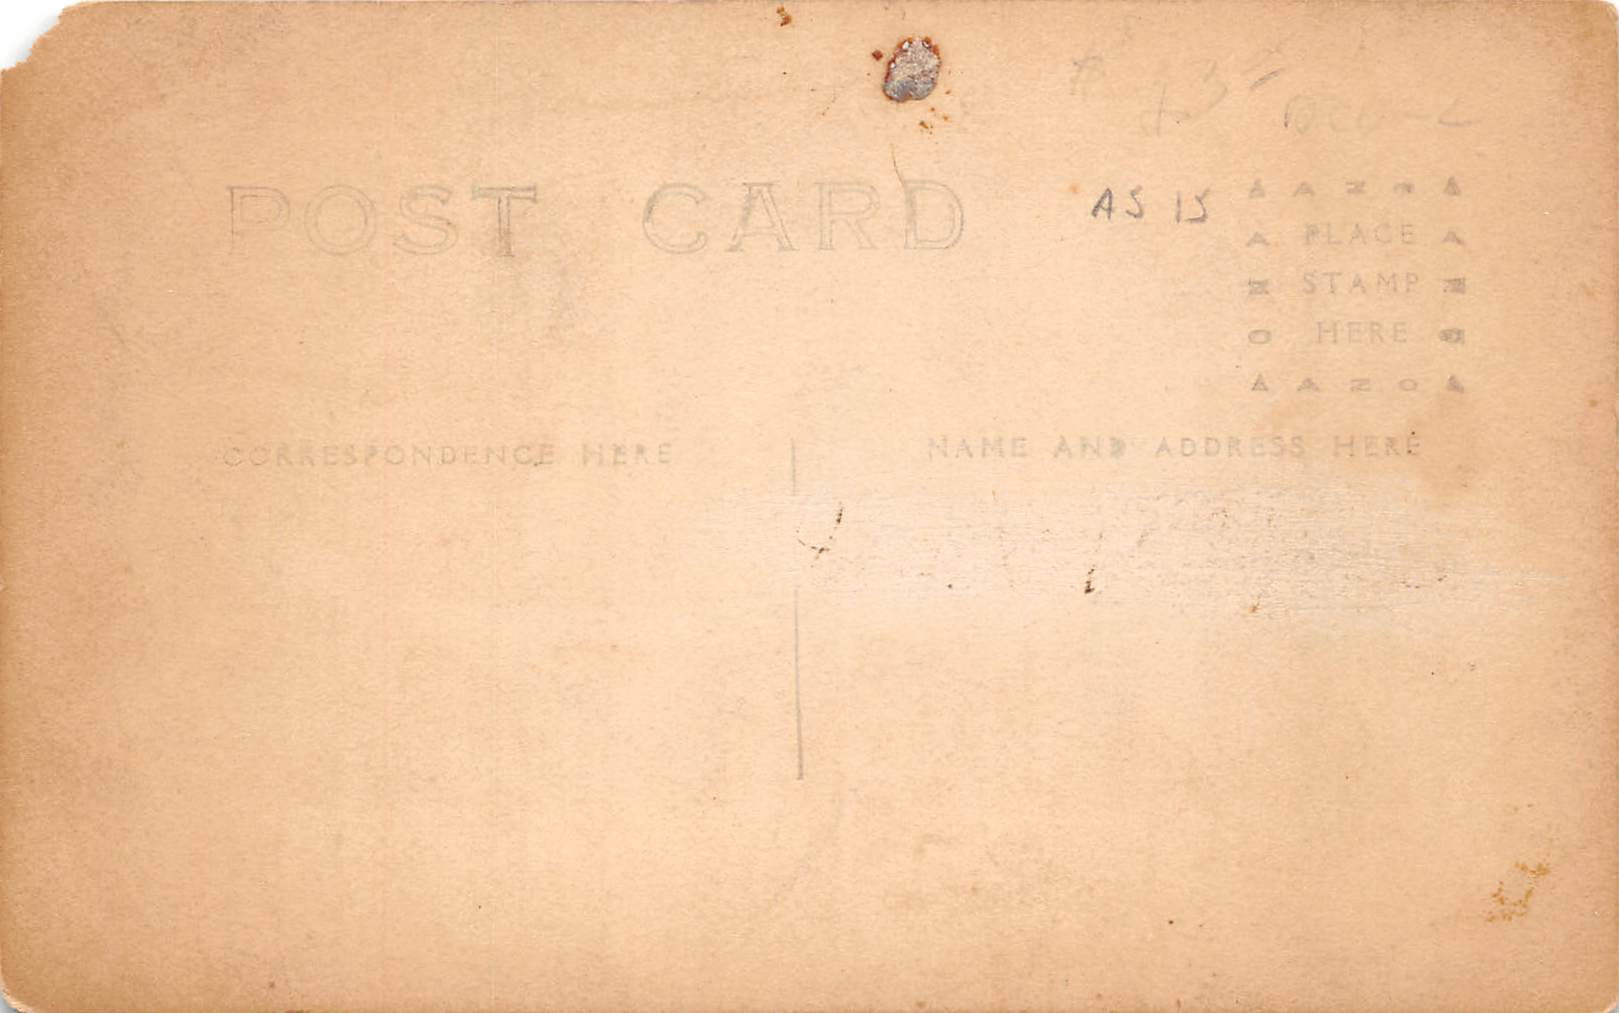 POST CARD
AS 15
A A Z O A
A PLACE A
Z STAMP Z
O HERE O
A A Z O A
CORRESPONDENCE HERE
NAME AND ADDRESS HERE